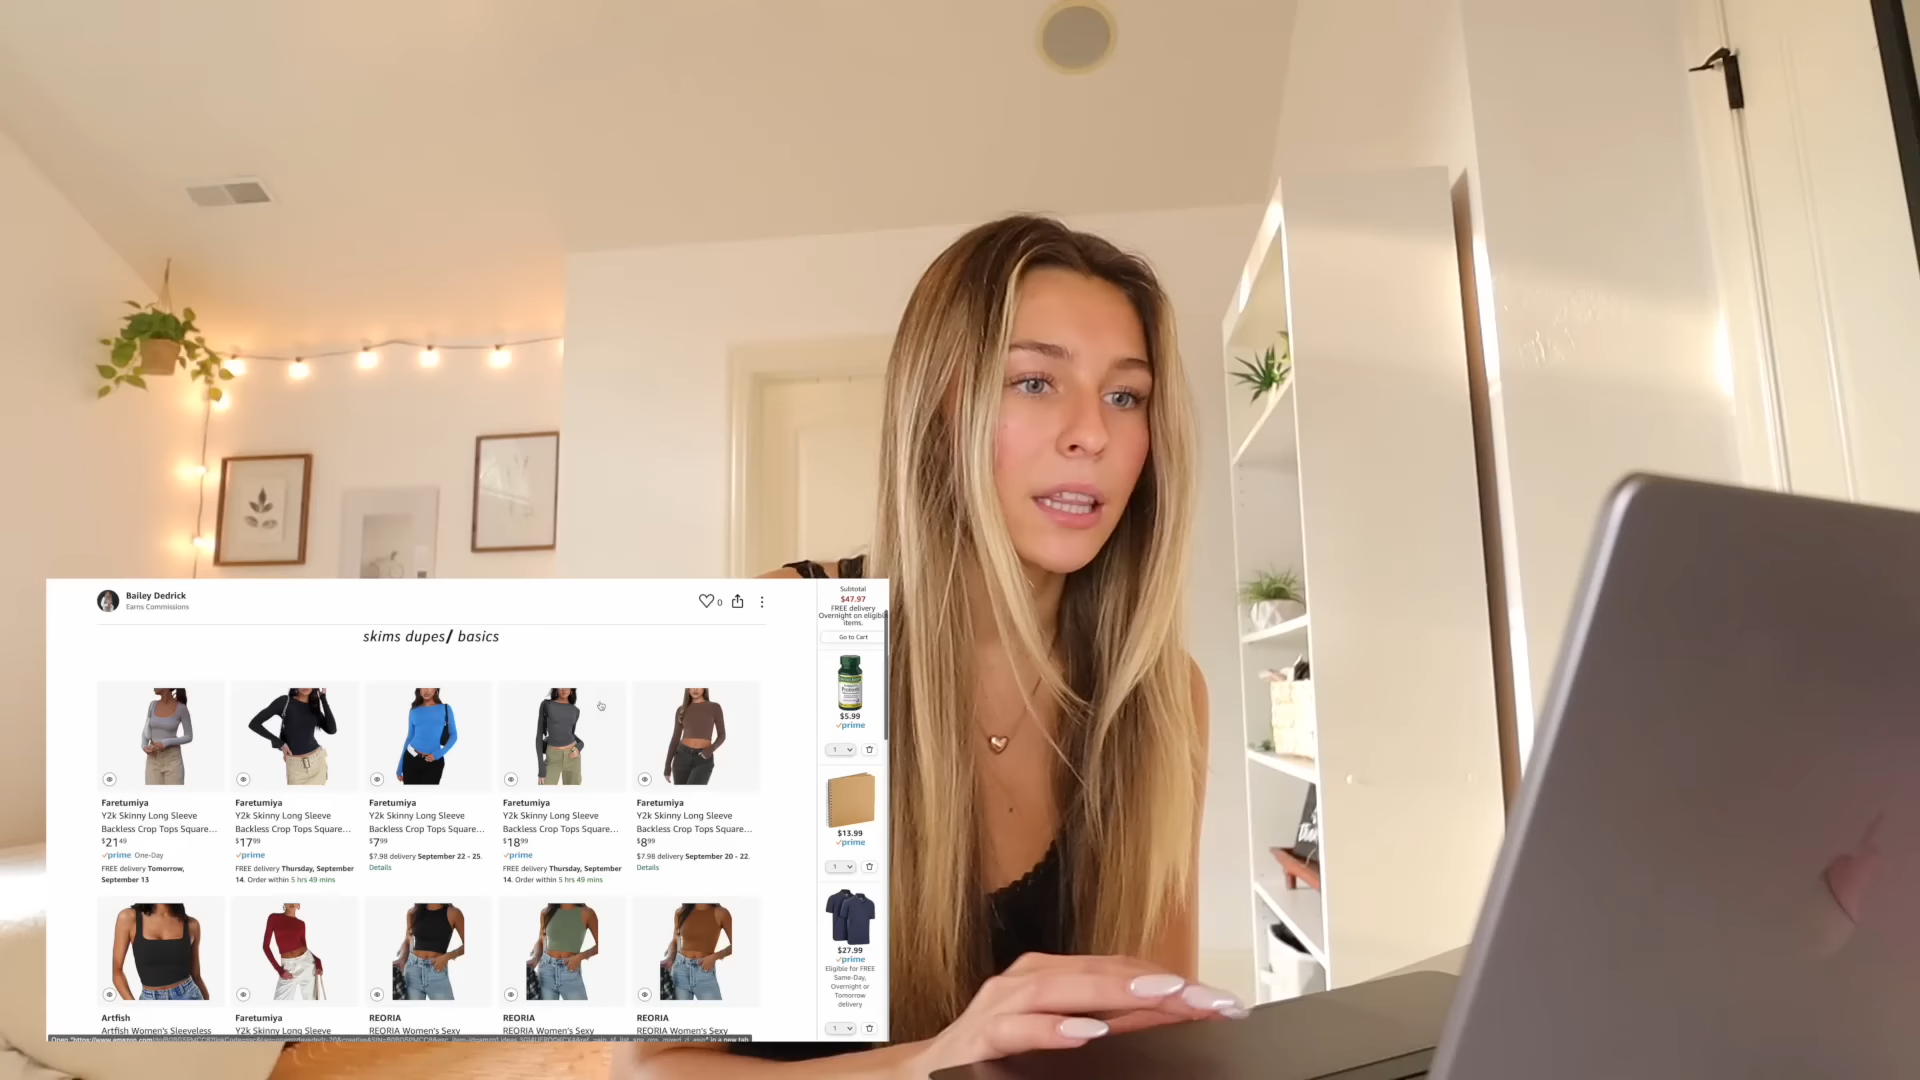 Bailey Dedrick
Earns Commissions
0
skims dupes/ basics
Faretumiya
Y2k Skinny Long Sleeve
Backless Crop Tops Square...
$21 49
prime One-Day
FREE delivery Tomorrow,
September 13
Faretumiya
Y2k Skinny Long Sleeve
Backless Crop Tops Square...
$17 99
prime
FREE delivery Thursday, September
14. Order within 5 hrs 49 mins
Faretumiya
Y2k Skinny Long Sleeve
Backless Crop Tops Square...
$7 99
$7.98 delivery September 22 - 25.
Details
Faretumiya
Y2k Skinny Long Sleeve
Backless Crop Tops Square...
$18 99
prime
FREE delivery Thursday, September
14. Order within 5 hrs 49 mins
Faretumiya
Y2k Skinny Long Sleeve
Backless Crop Tops Square...
$8 99
$7.98 delivery September 20 - 22.
Details
Artfish
Artfish Women's Sleeveless
Faretumiya
Y2k Skinny Long Sleeve
REORIA
REORIA Women's Sexy
REORIA
REORIA Women's Sexy
REORIA
REORIA Women's Sexy
Subtotal
$47.97
FREE delivery
Overnight on eligible
items.
Go to Cart
$5.99
prime
1
$13.99
prime
1
$27.99
prime
Eligible for FREE
Same-Day,
Overnight or
Tomorrow
delivery
1